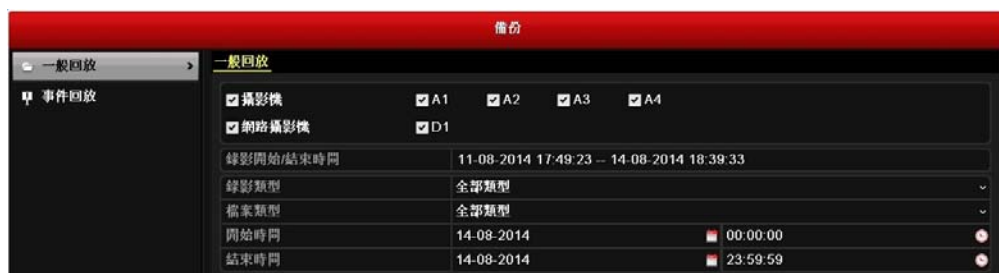 備份
一般回放
事件回放
一般回放
攝影機 A1 A2 A3 A4
網路攝影機 D1
錄影開始/結束時間 11-08-2014 17:49:23 -- 14-08-2014 18:39:33
錄影類型 全部類型
檔案類型 全部類型
開始時間 14-08-2014 00:00:00
結束時間 14-08-2014 23:59:59